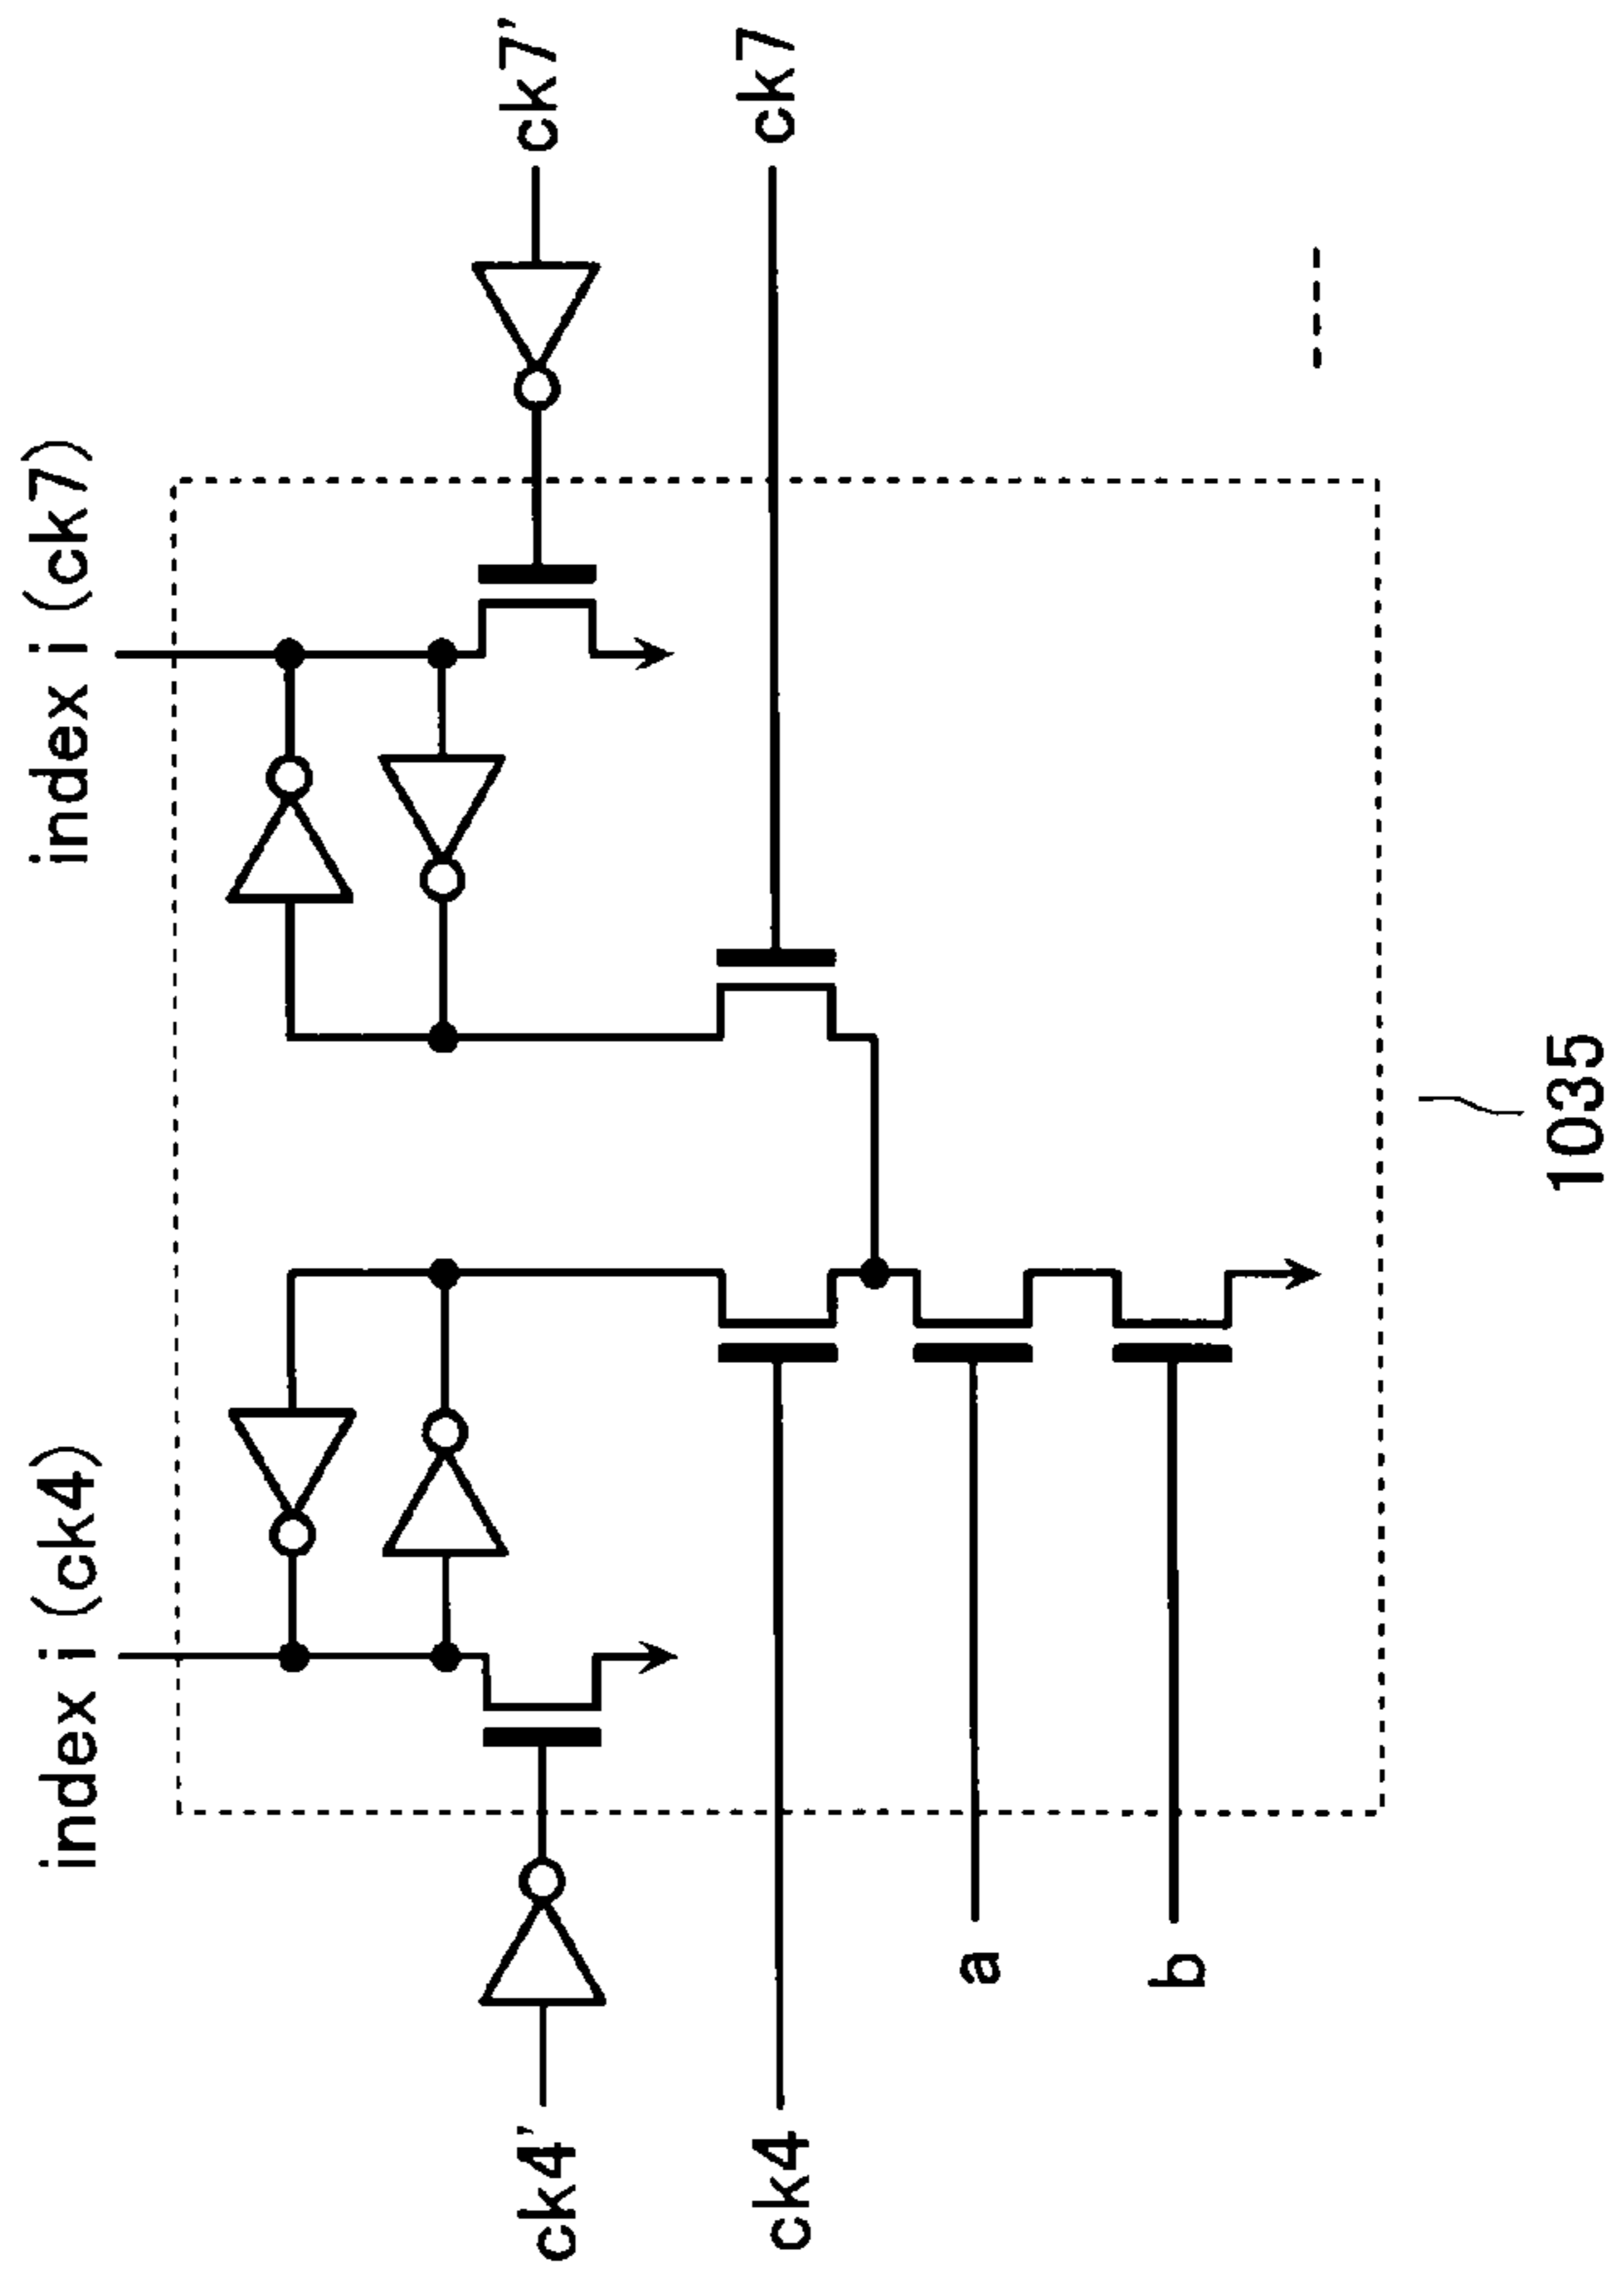 index i(ck4)
index i(ck7)
ck4'
ck7'
ck4
ck7
a
b
1035